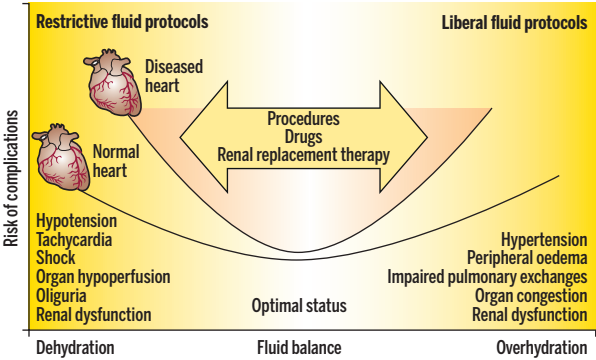 Restrictive fluid protocols
Liberal fluid protocols
Diseased
heart
Procedures
Drugs
Renal replacement therapy
Normal
heart
Risk of complications
Hypotension
Tachycardia
Shock
Organ hypoperfusion
Oliguria
Renal dysfunction
Optimal status
Hypertension
Peripheral oedema
Impaired pulmonary exchanges
Organ congestion
Renal dysfunction
Dehydration
Fluid balance
Overhydration